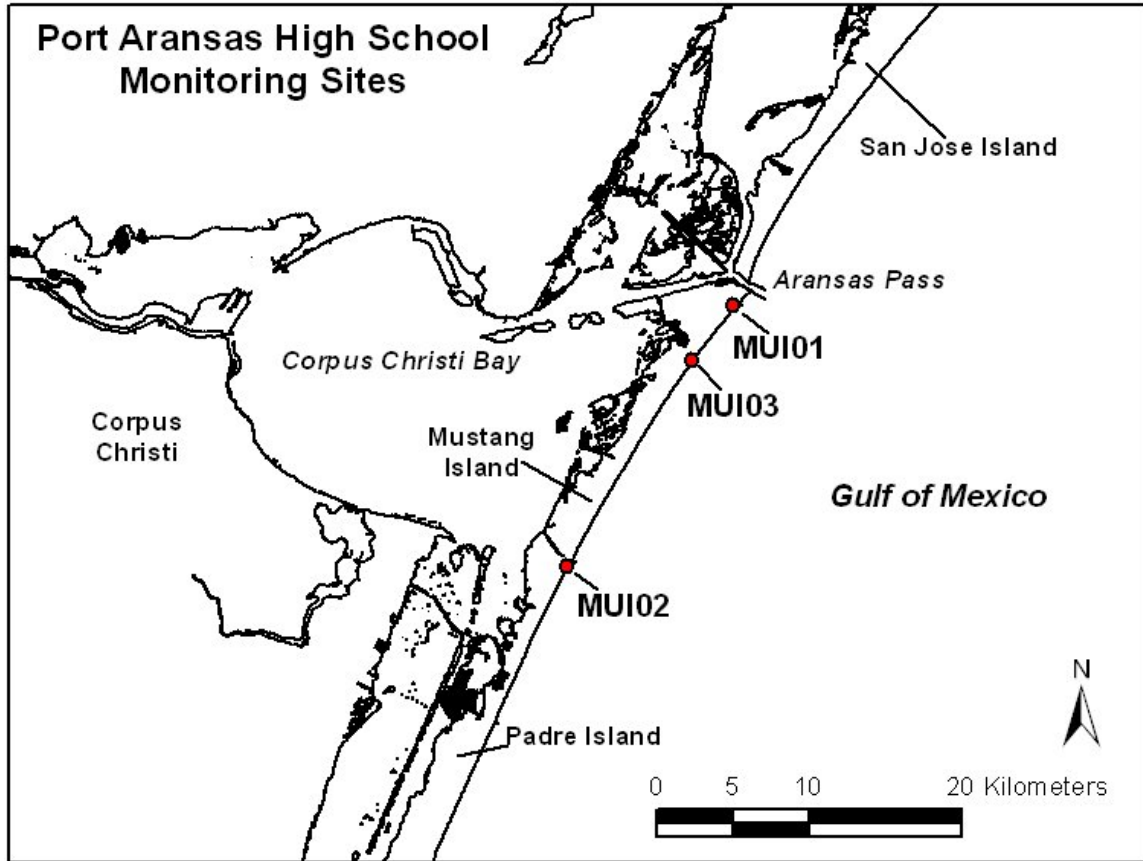 Port Aransas High School
Monitoring Sites
San Jose Island
Aransas Pass
MUI01
Corpus Christi Bay
MUI03
Corpus
Christi
Mustang
Island
Gulf of Mexico
MUI02
Padre Island
N
0 5 10 20 Kilometers